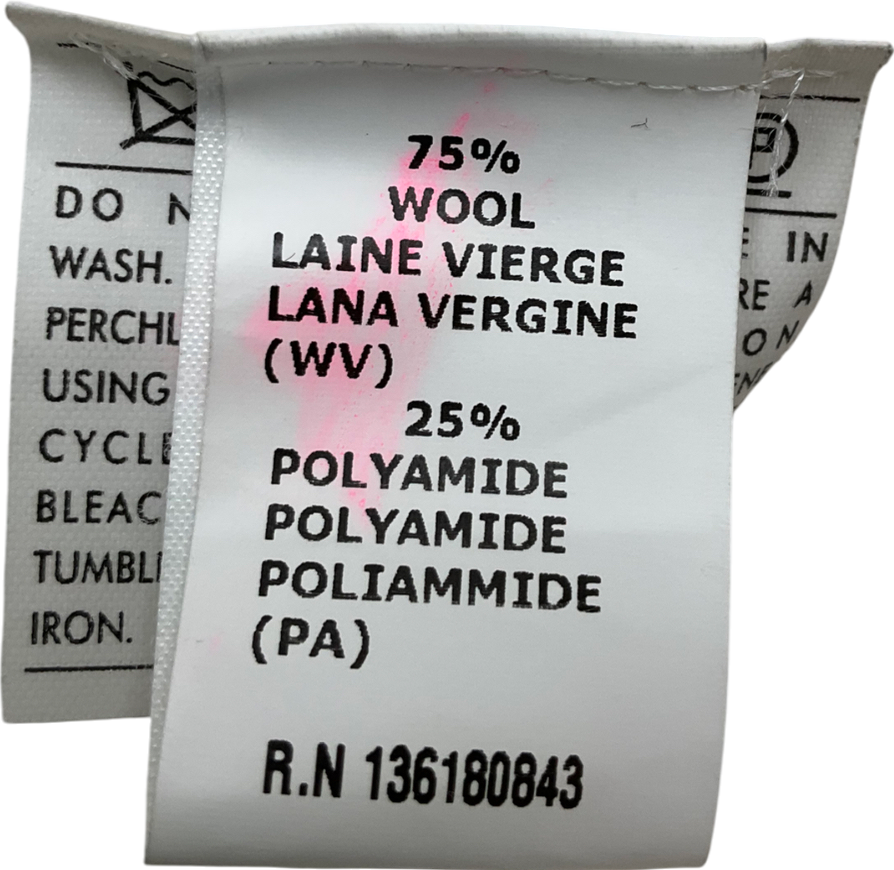 75%
WOOL
LAINE VIERGE
LANA VERGINE
(WV)
25%
POLYAMIDE
POLYAMIDE
POLIAMMIDE
(PA)
R.N 136180843
DO
WASH.
USING
IRON.
P
IN
A